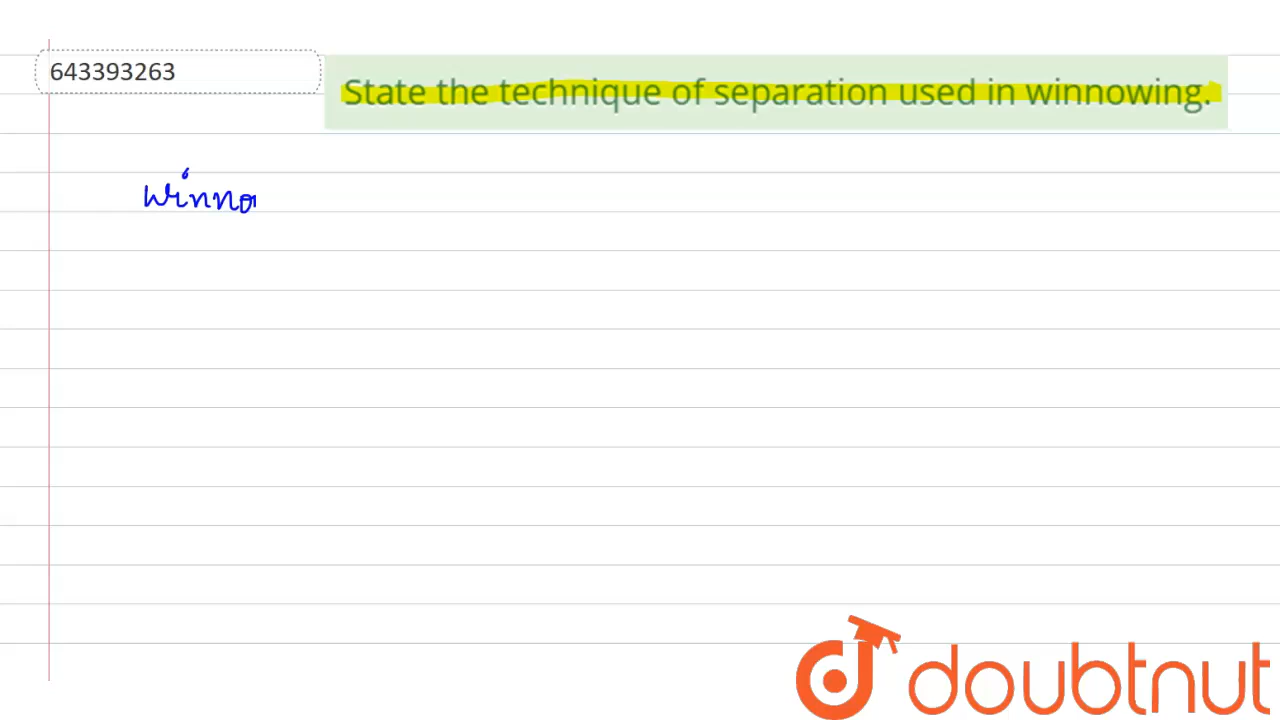 643393263
State the technique of separation used in winnowing.
Winno
doubtnut